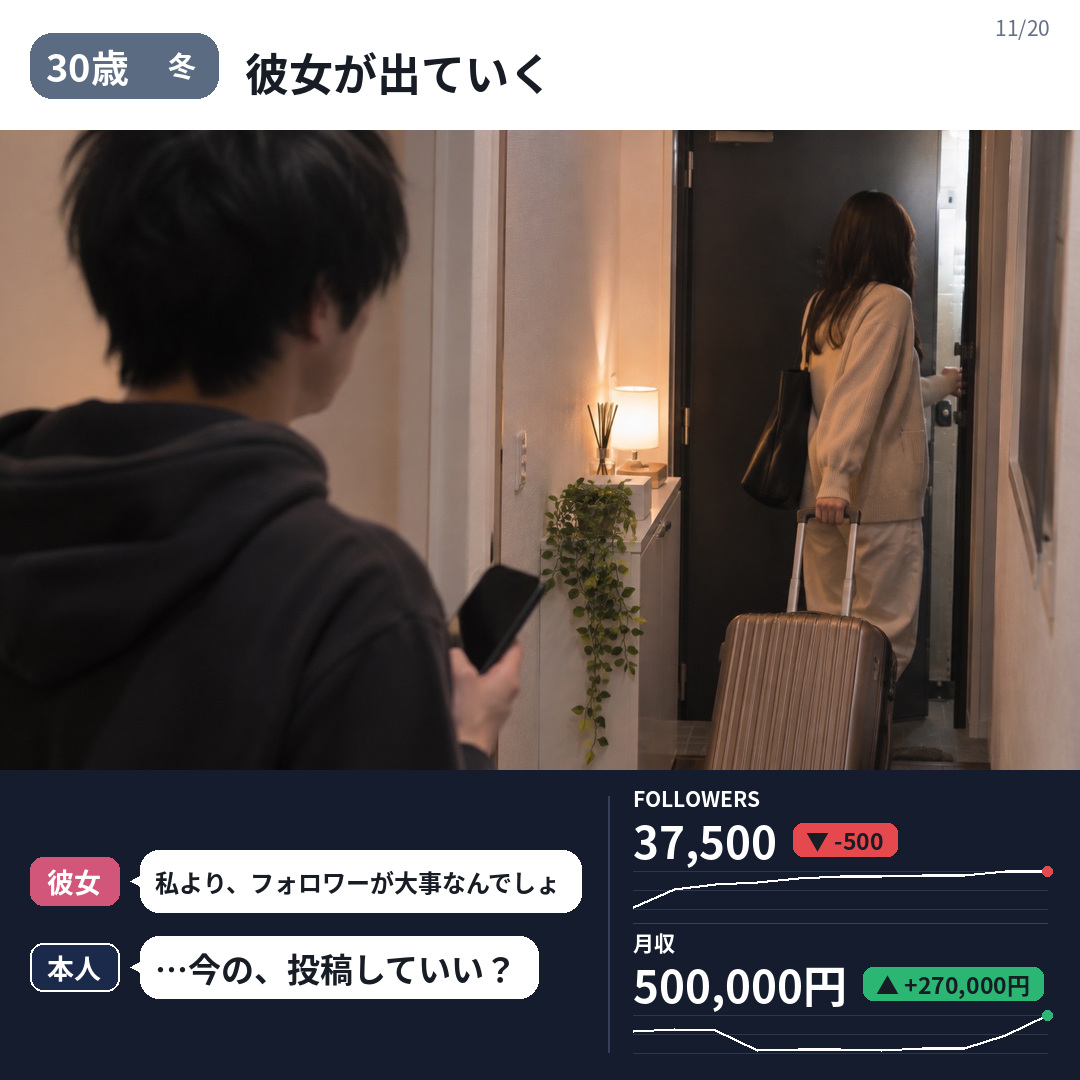 11/20
30歳 冬
彼女が出ていく
彼女
私より、フォロワーが大事なんでしょ
本人
…今の、投稿していい？
FOLLOWERS
37,500 ▼ -500
月収
500,000円 ▲ +270,000円